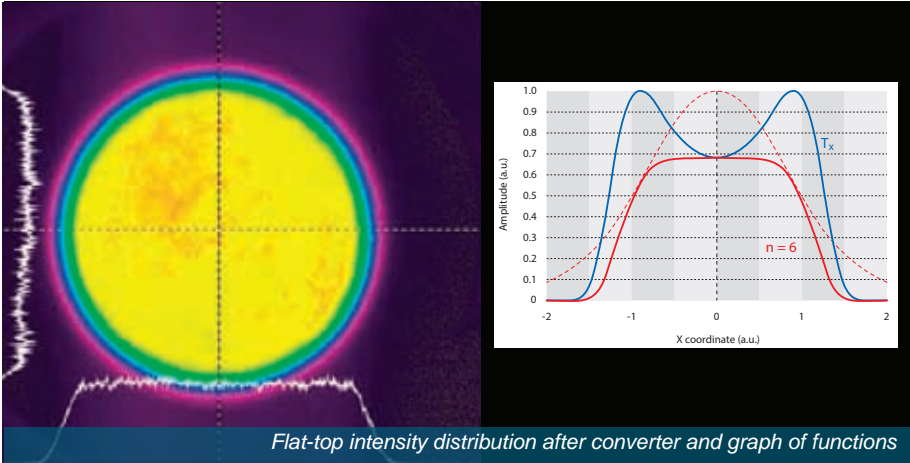 1.0
0.9
0.8
0.7
0.6
0.5
0.4
0.3
0.2
0.1
0
Amplitude (a.u.)
Tx
n = 6
-2 -1 0 1 2
X coordinate (a.u.)
Flat-top intensity distribution after converter and graph of functions